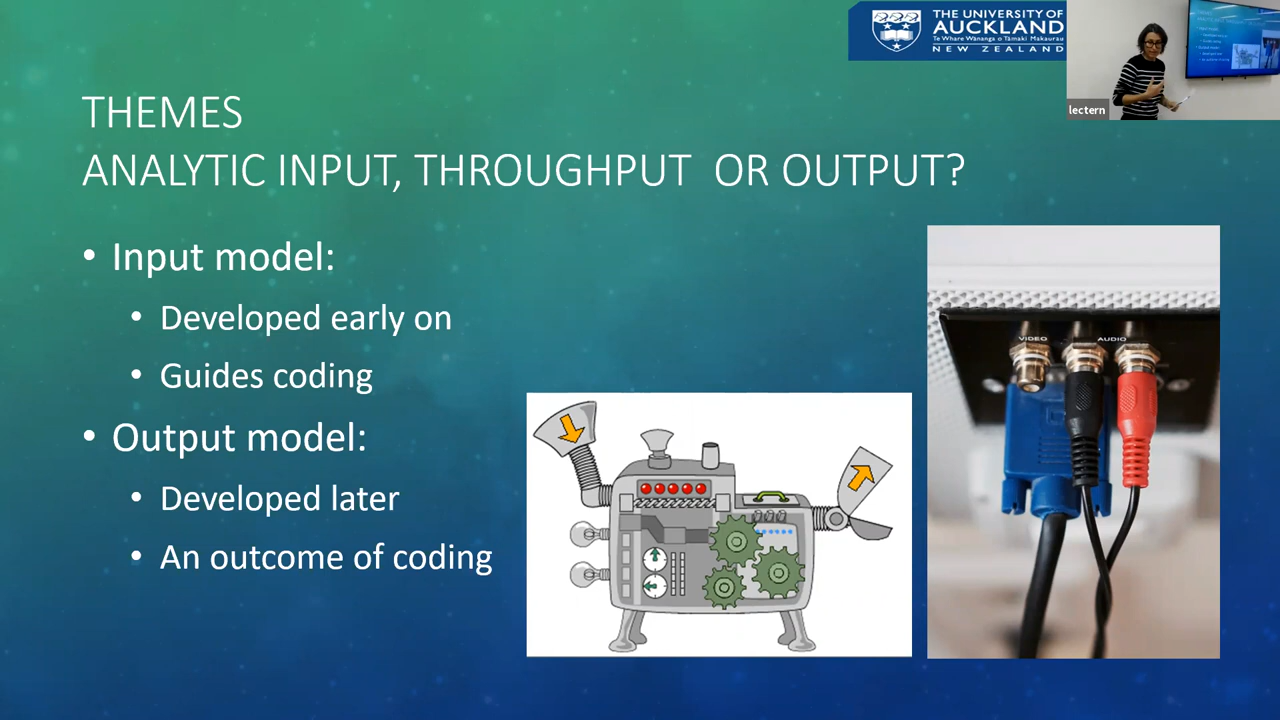 THE UNIVERSITY OF
AUCKLAND
Te Whare Wānanga o Tāmaki Makaurau
NEW ZEALAND
lectern
THEMES
ANALYTIC INPUT, THROUGHPUT OR OUTPUT?
• Input model:
• Developed early on
• Guides coding
• Output model:
• Developed later
• An outcome of coding
VIDEO
AUDIO